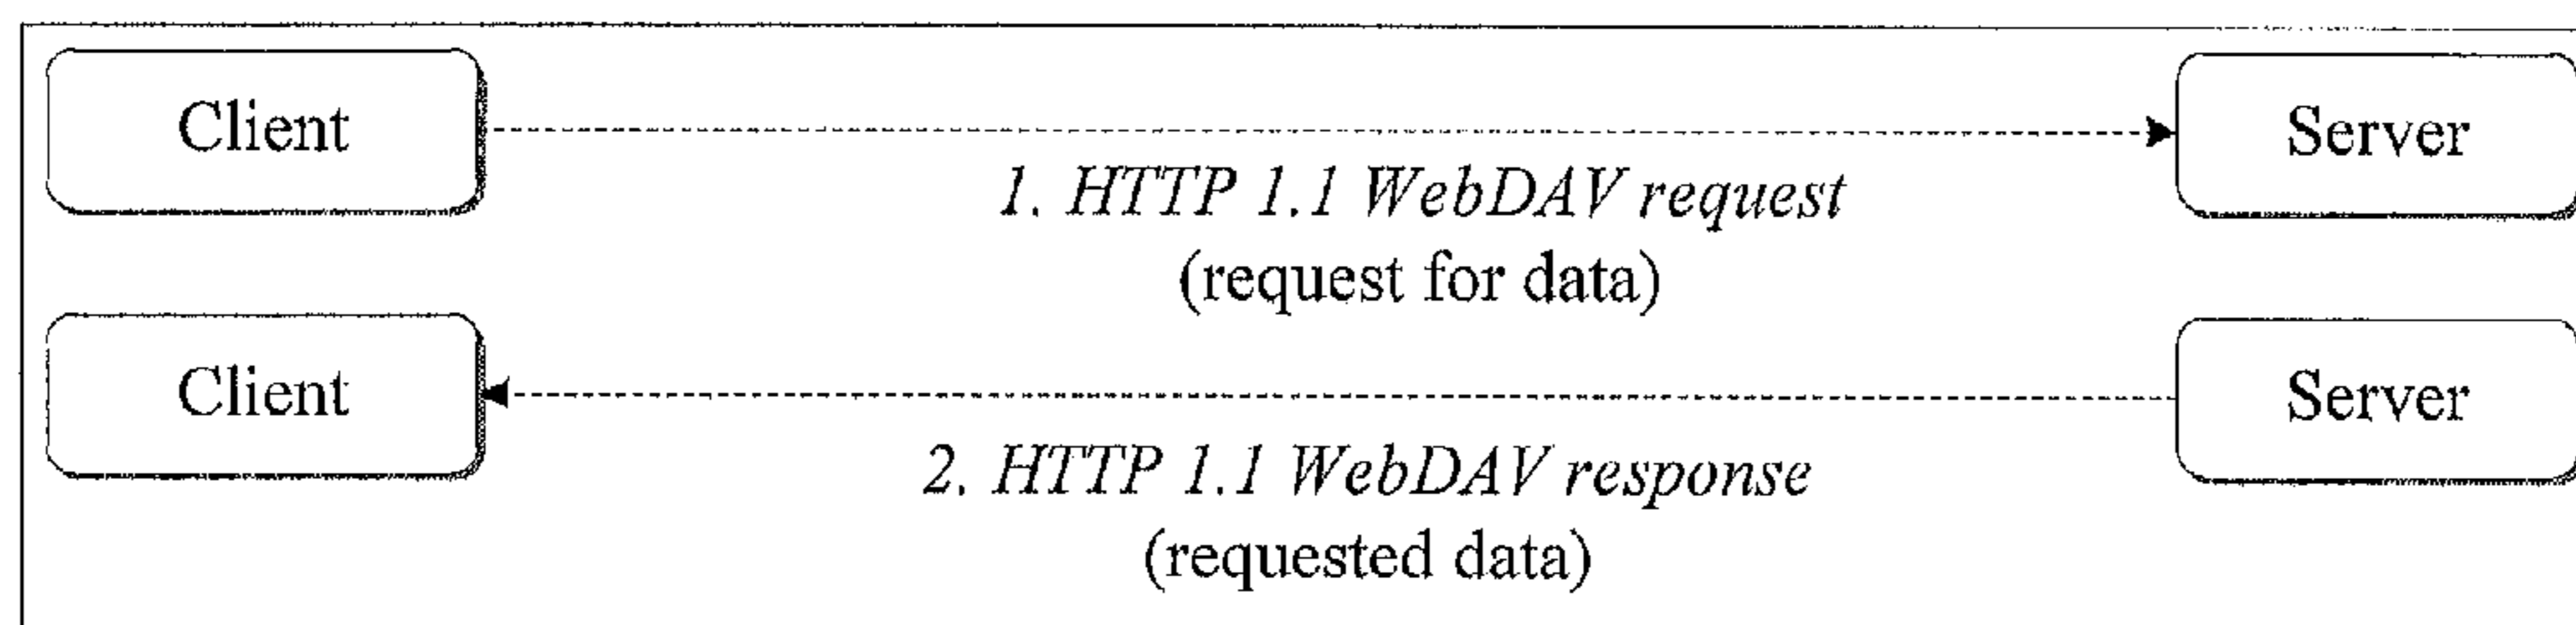 Client
Server
1. HTTP 1.1 WebDAV request
(request for data)
Client
Server
2. HTTP 1.1 WebDAV response
(requested data)